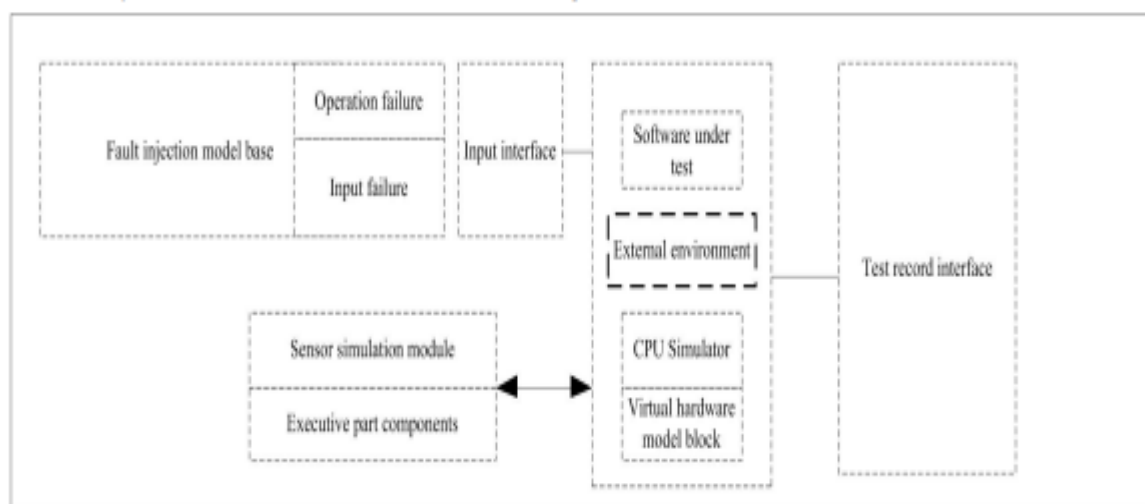 Operation failure
Fault injection model base
Input failure
Input interface
Software under
test
External environment
Test record interface
Sensor simulation module
Executive part components
CPU Simulator
Virtual hardware
model block